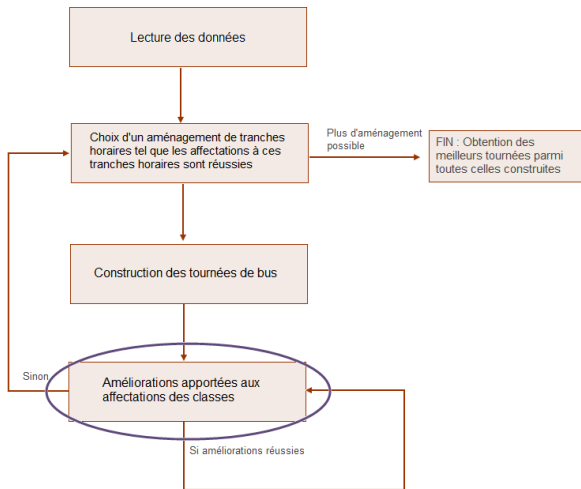 Lecture des données
Choix d'un aménagement de tranches
horaires tel que les affectations à ces
tranches horaires sont réussies
Plus d'aménagement
possible
FIN : Obtention des
meilleurs tournées parmi
toutes celles construites
Construction des tournées de bus
Sinon
Améliorations apportées aux
affectations des classes
Si améliorations réussies